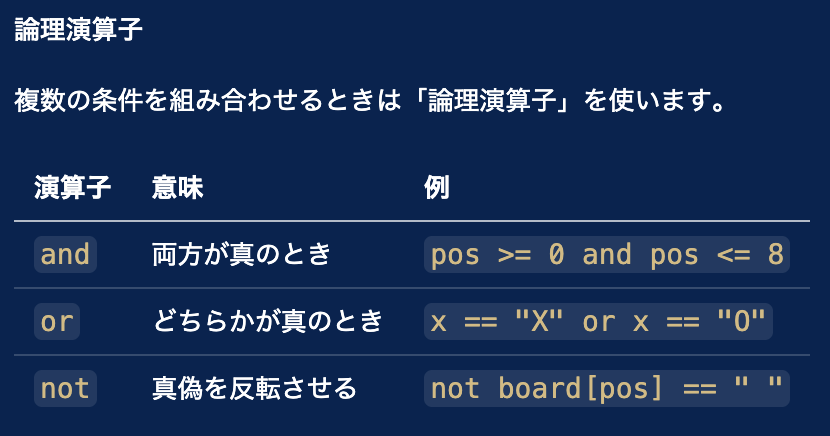 論理演算子
複数の条件を組み合わせるときは「論理演算子」を使います。
演算子 意味 例
and 両方が真のとき pos >= 0 and pos <= 8
or どちらかが真のとき x == "X" or x == "O"
not 真偽を反転させる not board[pos] == " "